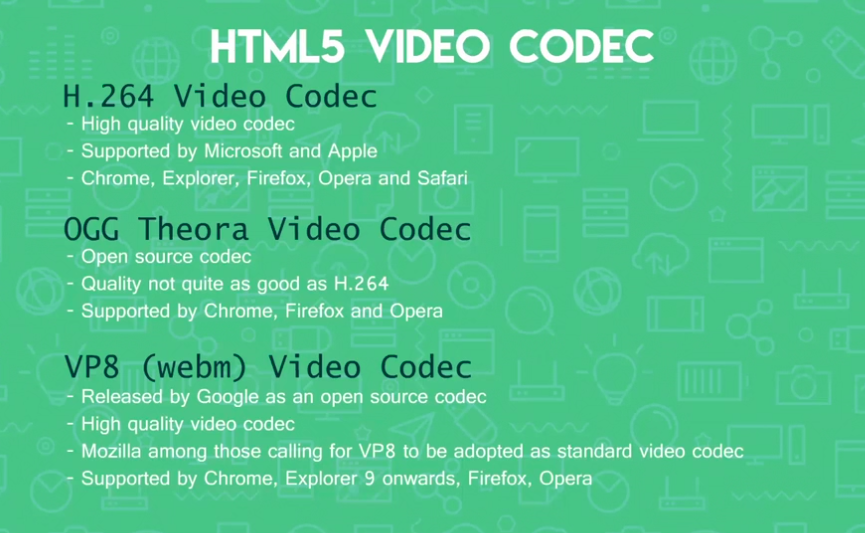 HTML5 VIDEO CODEC
H.264 Video Codec
- High quality video codec
- Supported by Microsoft and Apple
- Chrome, Explorer, Firefox, Opera and Safari
OGG Theora Video Codec
- Open source codec
- Quality not quite as good as H.264
- Supported by Chrome, Firefox and Opera
VP8 (webm) Video Codec
- Released by Google as an open source codec
- High quality video codec
- Mozilla among those calling for VP8 to be adopted as standard video codec
- Supported by Chrome, Explorer 9 onwards, Firefox, Opera